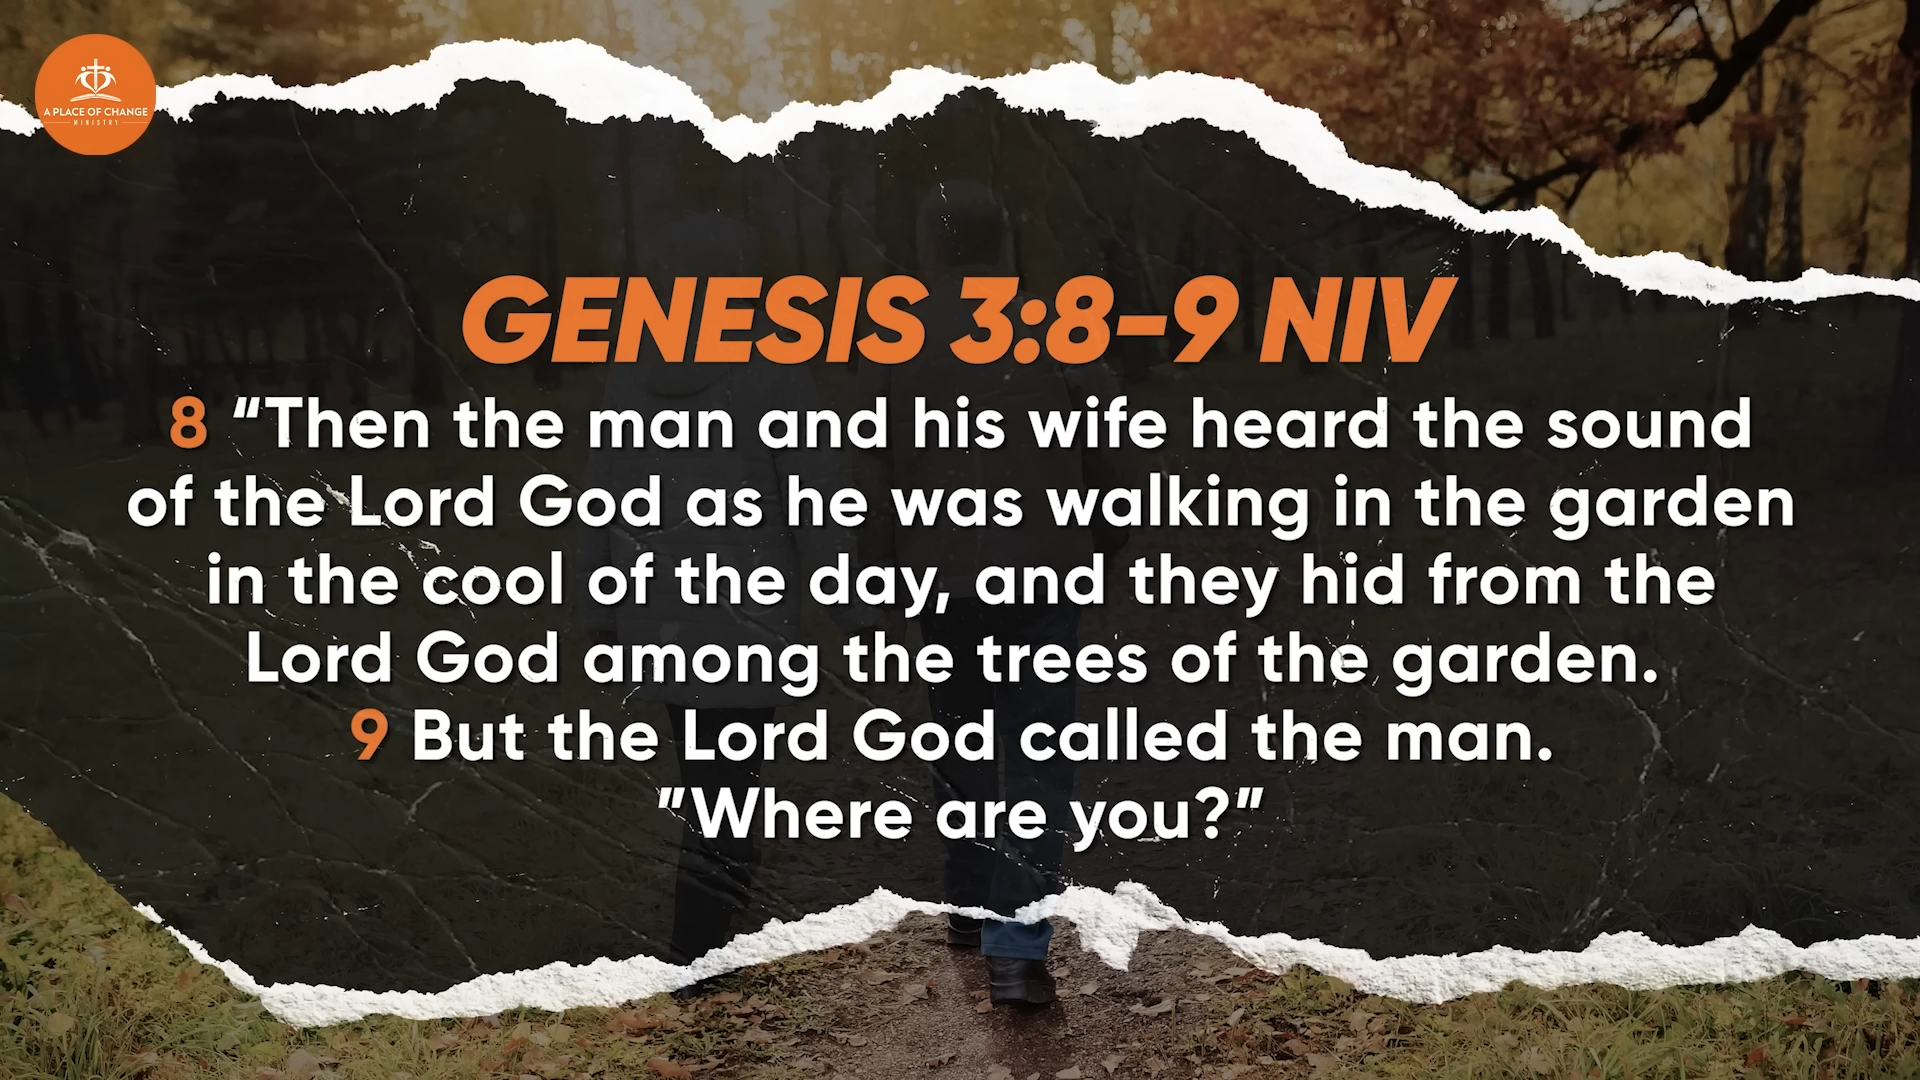 A PLACE OF CHANGE
MINISTRY
GENESIS 3:8-9 NIV
8 “Then the man and his wife heard the sound
of the Lord God as he was walking in the garden
in the cool of the day, and they hid from the
Lord God among the trees of the garden.
9 But the Lord God called the man.
"Where are you?"